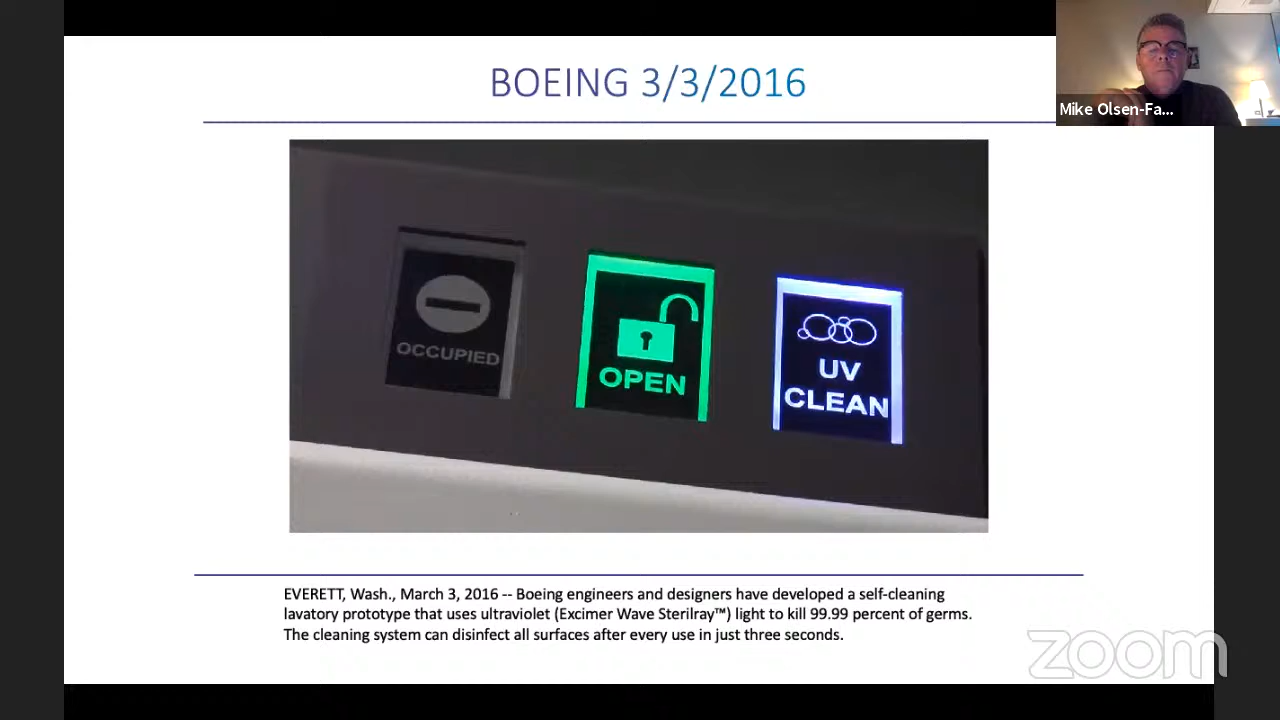 BOEING 3/3/2016
Mike Olsen-Fa...
OCCUPIED
OPEN
UV
CLEAN
EVERETT, Wash., March 3, 2016 -- Boeing engineers and designers have developed a self-cleaning
lavatory prototype that uses ultraviolet (Excimer Wave Sterilray™) light to kill 99.99 percent of germs.
The cleaning system can disinfect all surfaces after every use in just three seconds.
zoom